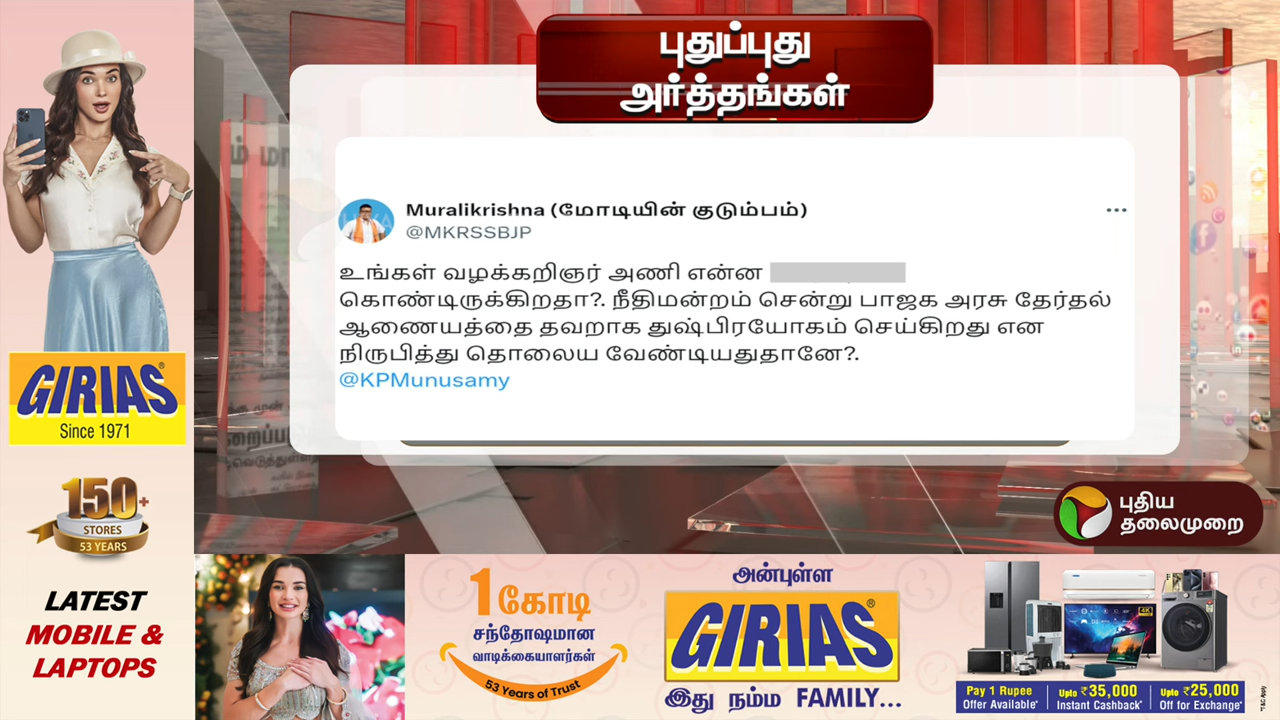 புதுப்புது
அர்த்தங்கள்
Muralikrishna (மோடியின் குடும்பம்)
@MKRSSBJP
உங்கள் வழக்கறிஞர் அணி என்ன
கொண்டிருக்கிறதா?. நீதிமன்றம் சென்று பாஜக அரசு தேர்தல்
ஆணையத்தை தவறாக துஷ்பிரயோகம் செய்கிறது என
நிருபித்து தொலைய வேண்டியதுதானே?.
@KPMunusamy
புதிய
தலைமுறை
GIRIAS®
Since 1971
150+
STORES
53 YEARS
LATEST
MOBILE &
LAPTOPS
1 கோடி
சந்தோஷமான
வாடிக்கையாளர்கள்
53 Years of Trust
அன்புள்ள
GIRIAS®
இது நம்ம FAMILY...
Pay 1 Rupee
Offer Available*
Upto ₹35,000
Instant Cashback*
Upto ₹25,000
Off for Exchange*
*T&C Apply